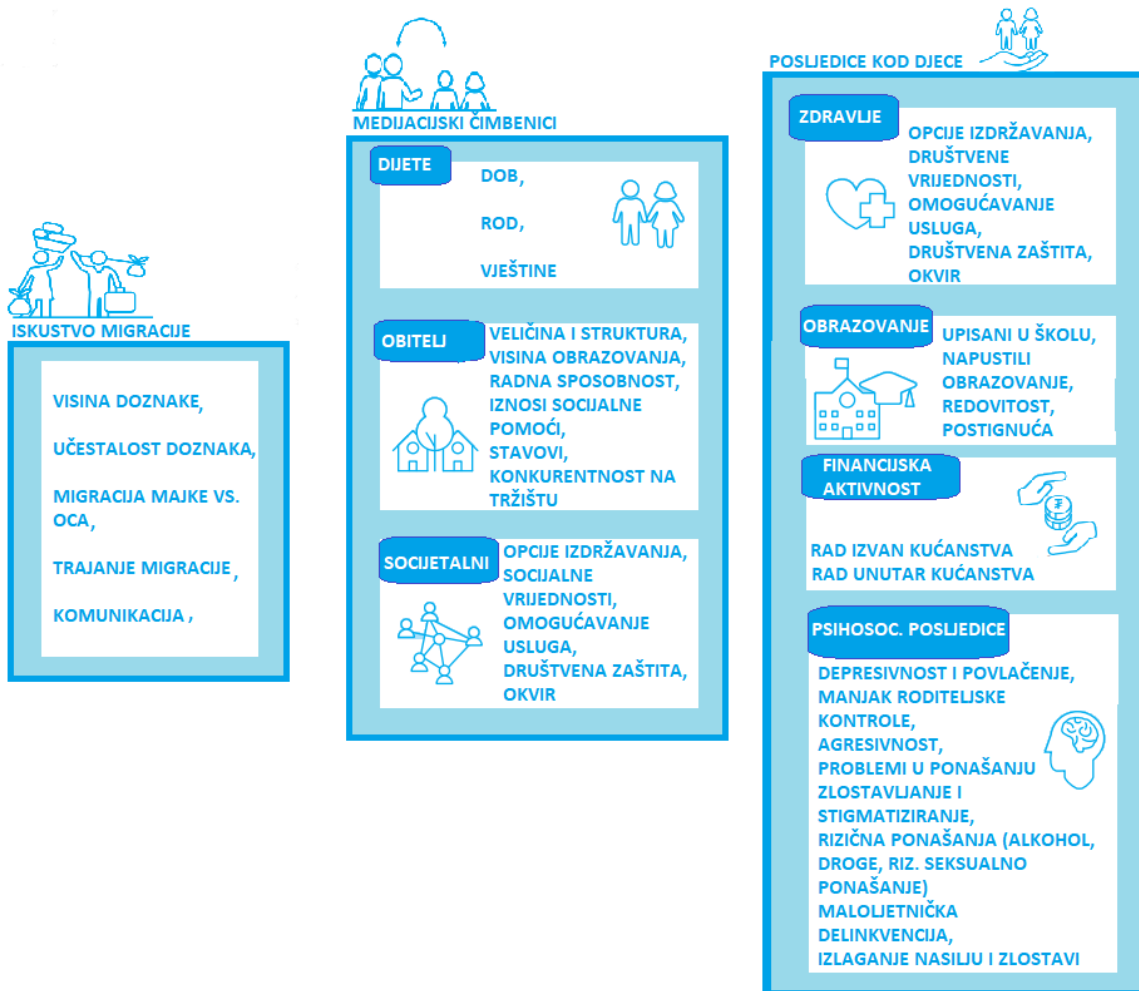 ISKUSTVO MIGRACIJE
VISINA DOZNAKE,
UČESTALOST DOZNAKA,
MIGRACIJA MAJKE VS.
OCA,
TRAJANJE MIGRACIJE,
KOMUNIKACIJA,
MEDIJACIJSKI ČIMBENICI
DIJETE
DOB,
ROD,
VJEŠTINE
OBITELJ
VELIČINA I STRUKTURA,
VISINA OBRAZOVANJA,
RADNA SPOSOBNOST,
IZNOSI SOCIJALNE
POMOĆI,
STAVOVI,
KONKURENTNOST NA
TRŽIŠTU
SOCIJETALNI
OPCIJE IZDRŽAVANJA,
SOCIJALNE
VRIJEDNOSTI,
OMOGUĆAVANJE
USLUGA,
DRUŠTVENA ZAŠTITA,
OKVIR
POSLJEDICE KOD DJECE
ZDRAVLJE
OPCIJE IZDRŽAVANJA,
DRUŠTVENE
VRIJEDNOSTI,
OMOGUĆAVANJE
USLUGA,
DRUŠTVENA ZAŠTITA,
OKVIR
OBRAZOVANJE
UPISANI U ŠKOLU,
NAPUSTILI
OBRAZOVANJE,
REDOVITOST,
POSTIGNUĆA
FINANCIJSKA
AKTIVNOST
RAD IZVAN KUĆANSTVA
RAD UNUTAR KUĆANSTVA
PSIHOSOC. POSLJEDICE
DEPRESIVNOST I POVLAČENJE,
MANJAK RODITELJSKE
KONTROLE,
AGRESIVNOST,
PROBLEMI U PONAŠANJU
ZLOSTAVLJANJE I
STIGMATIZIRANJE,
RIZIČNA PONAŠANJA (ALKOHOL,
DROGE, RIZ. SEKSUALNO
PONAŠANJE)
MALOLJETNIČKA
DELINKVENCIJA,
IZLAGANJE NASILJU I ZLOSTAVI